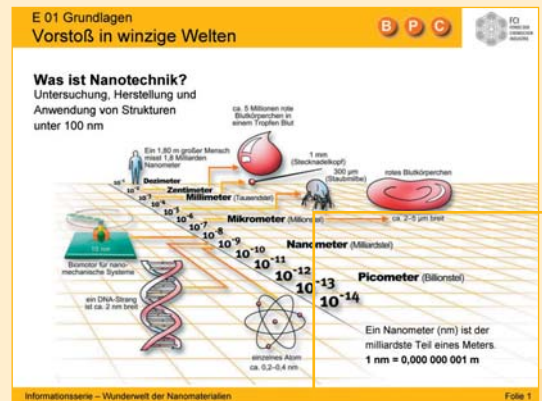 E 01 Grundlagen
Vorstoß in winzige Welten
B P C
FCI
Was ist Nanotechnik?
Untersuchung, Herstellung und
Anwendung von Strukturen
unter 100 nm
ca. 5 Millionen rote
Blutkörperchen in
einem Tropfen Blut
Ein 1,80 m großer Mensch
misst 1,8 Milliarden
Nanometer
1 mm
(Stecknadelkopf)
300 µm
(Staubmilbe)
rotes Blutkörperchen
ca. 2–5 µm breit
10⁻¹ Dezimeter
10⁻² Zentimeter
10⁻³ Millimeter (Tausendstel)
10⁻⁴
10⁻⁵
10⁻⁶ Mikrometer (Millionstel)
10⁻⁷
10⁻⁸
10⁻⁹ Nanometer (Milliardstel)
10⁻¹⁰
10⁻¹¹
10⁻¹² Picometer (Billionstel)
10⁻¹³
10⁻¹⁴
10 nm
Biomotor für nano-
mechanische Systeme
ein DNA-Strang
ist ca. 2 nm breit
einzelnes Atom
ca. 0,2–0,4 nm
Ein Nanometer (nm) ist der
milliardste Teil eines Meters.
1 nm = 0,000 000 001 m
Informationsserie – Wunderwelt der Nanomaterialien
Folie 1